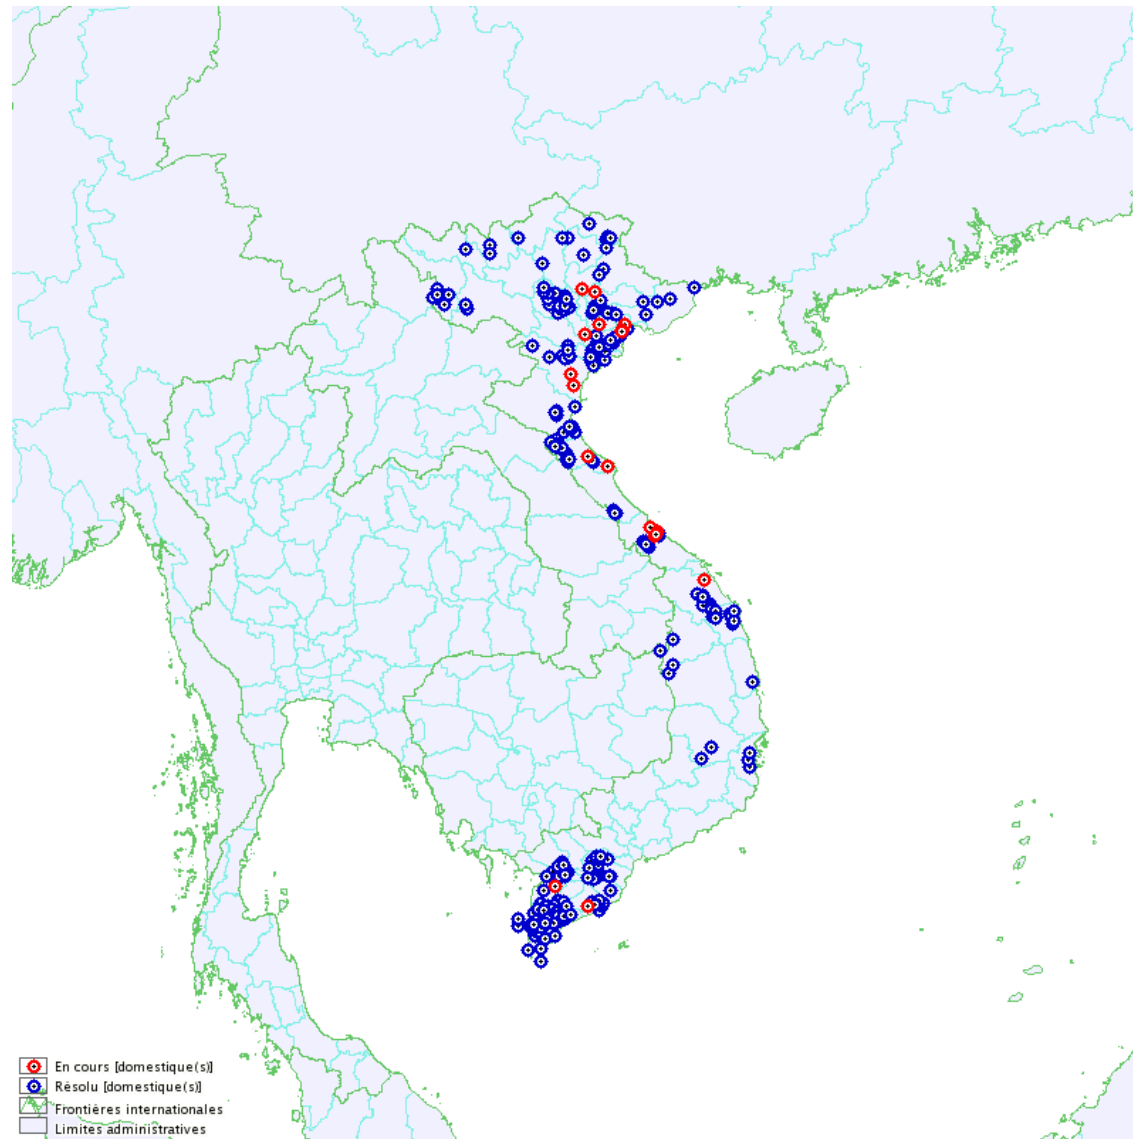 En cours [domestique(s)]
Résolu [domestique(s)]
Frontières internationales
Limites administratives